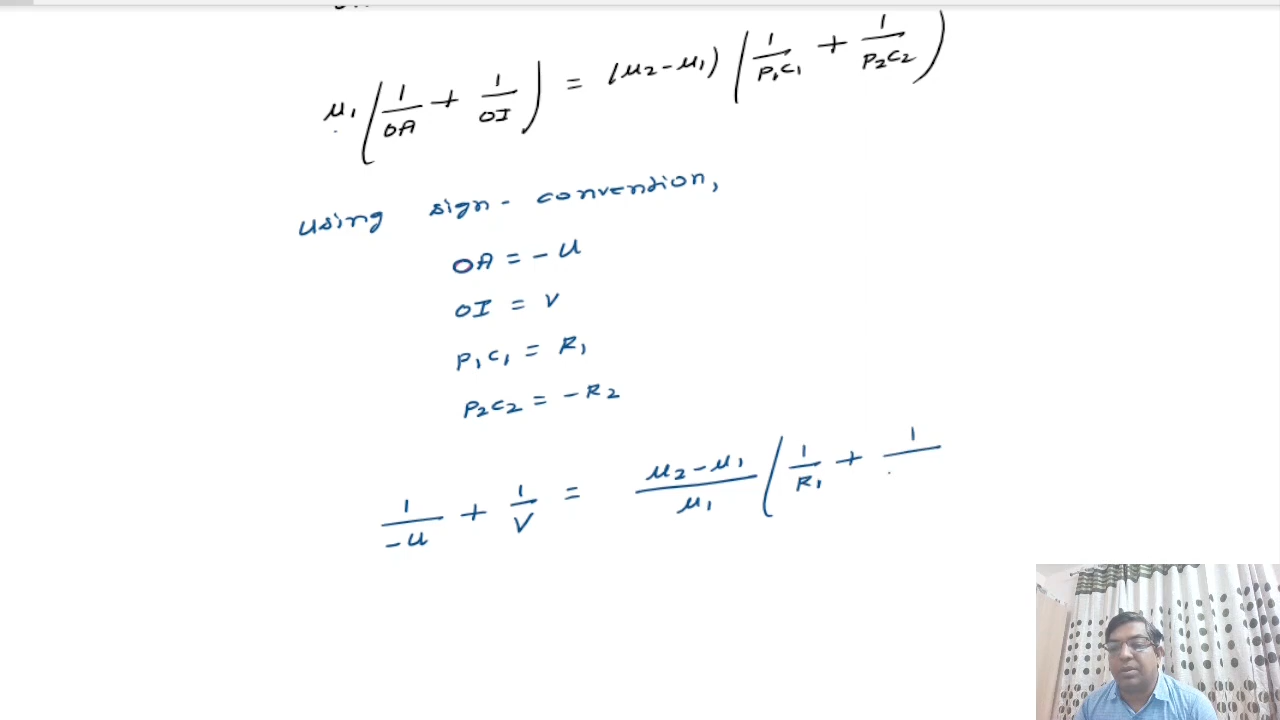 μ₁ (1/OA + 1/OI) = (μ₂ - μ₁) (1/P₁C₁ + 1/P₂C₂)
using sign- convention,
OA = - u
OI = v
P₁C₁ = R₁
P₂C₂ = - R₂
1/-u + 1/v = μ₂ - μ₁/μ₁ (1/R₁ + 1/